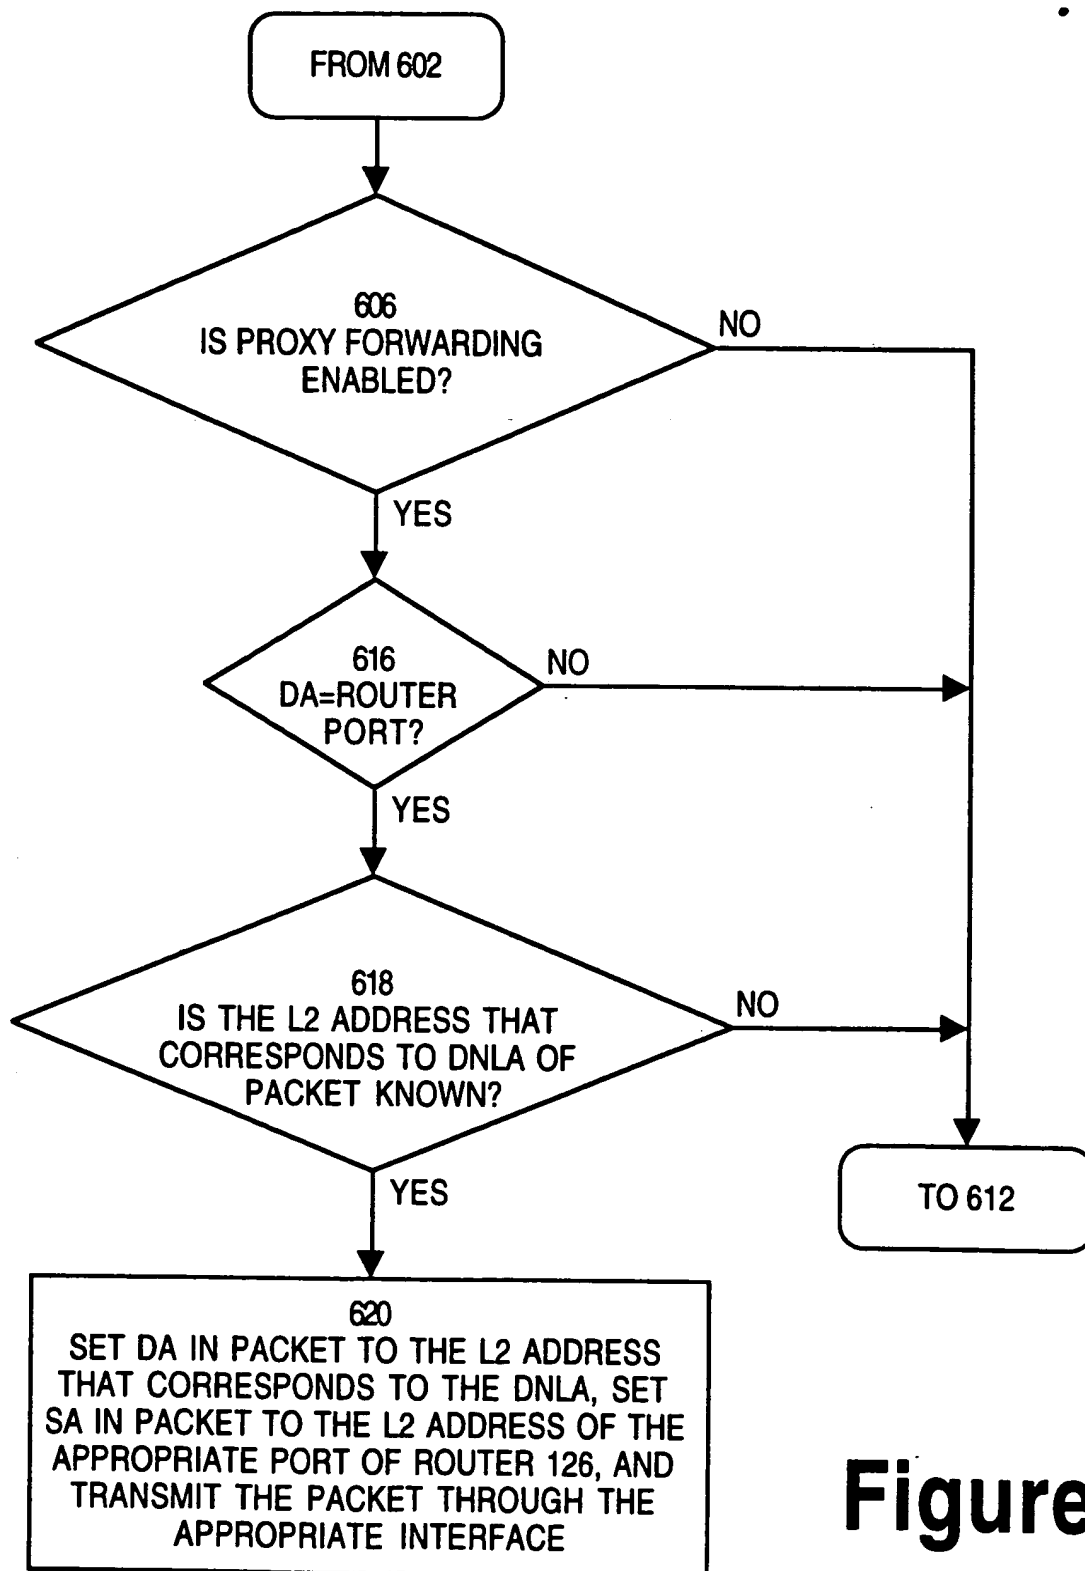 FROM 602
606
IS PROXY FORWARDING
ENABLED?
NO
YES
616
DA=ROUTER
PORT?
NO
YES
618
IS THE L2 ADDRESS THAT
CORRESPONDS TO DNLA OF
PACKET KNOWN?
NO
YES
TO 612
620
SET DA IN PACKET TO THE L2 ADDRESS
THAT CORRESPONDS TO THE DNLA, SET
SA IN PACKET TO THE L2 ADDRESS OF THE
APPROPRIATE PORT OF ROUTER 126, AND
TRANSMIT THE PACKET THROUGH THE
APPROPRIATE INTERFACE
Figure